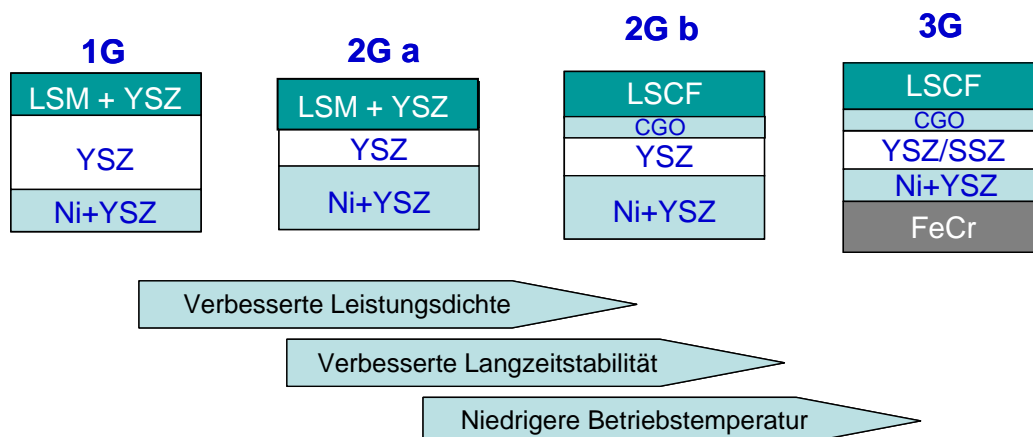 1G
LSM + YSZ
YSZ
Ni+YSZ
2G a
LSM + YSZ
YSZ
Ni+YSZ
2G b
LSCF
CGO
YSZ
Ni+YSZ
3G
LSCF
CGO
YSZ/SSZ
Ni+YSZ
FeCr
Verbesserte Leistungsdichte
Verbesserte Langzeitstabilität
Niedrigere Betriebstemperatur